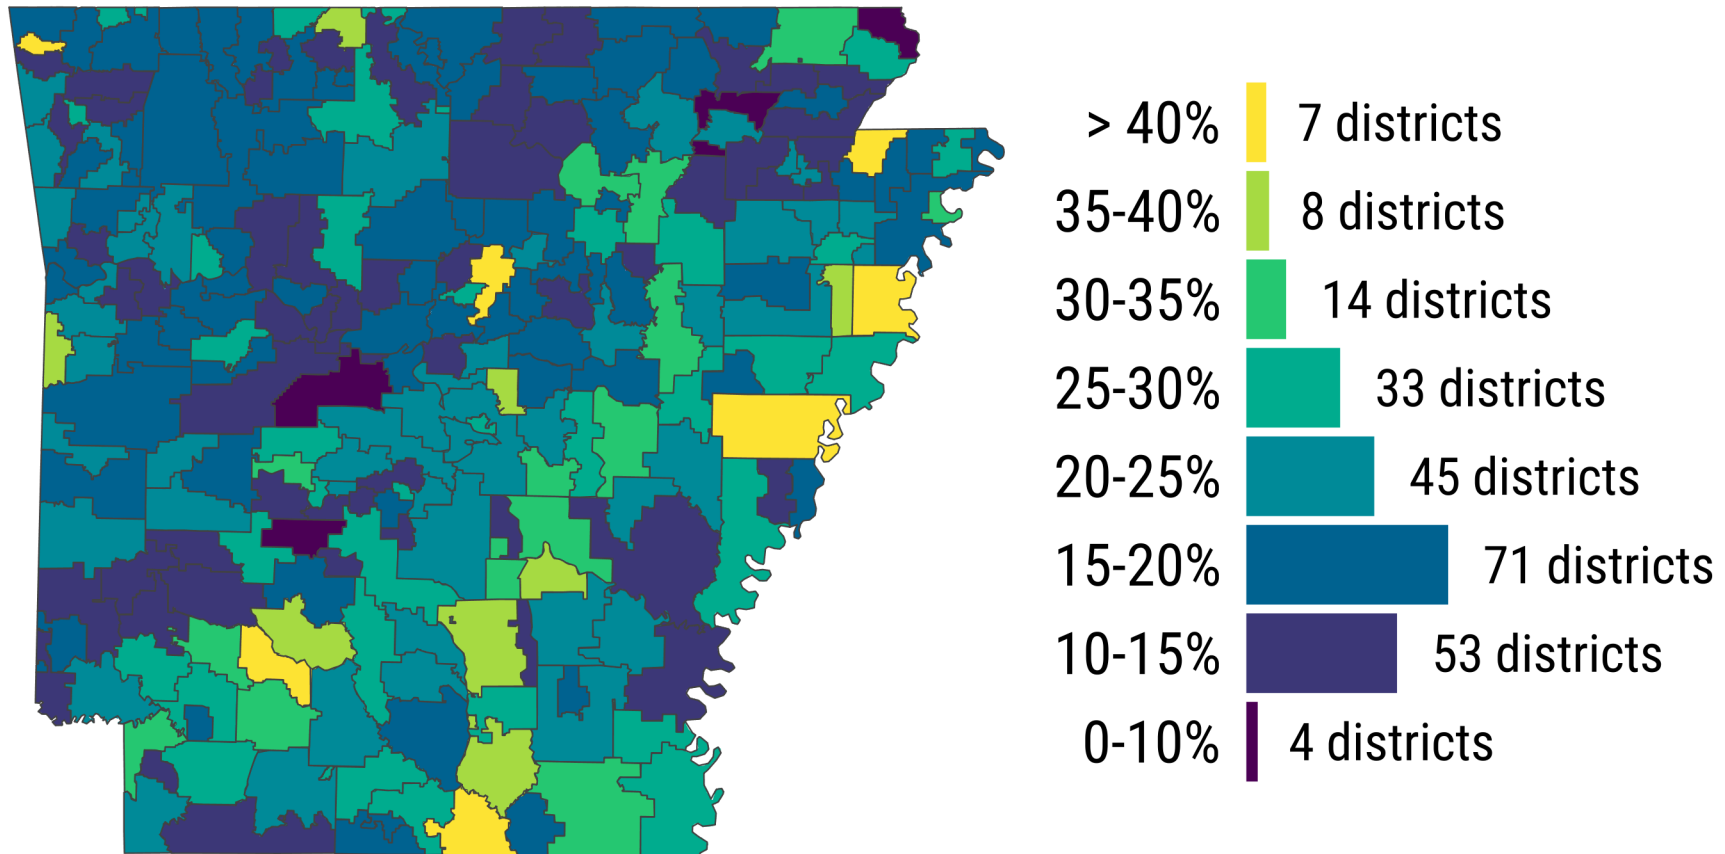 > 40% 7 districts
35-40% 8 districts
30-35% 14 districts
25-30% 33 districts
20-25% 45 districts
15-20% 71 districts
10-15% 53 districts
0-10% 4 districts